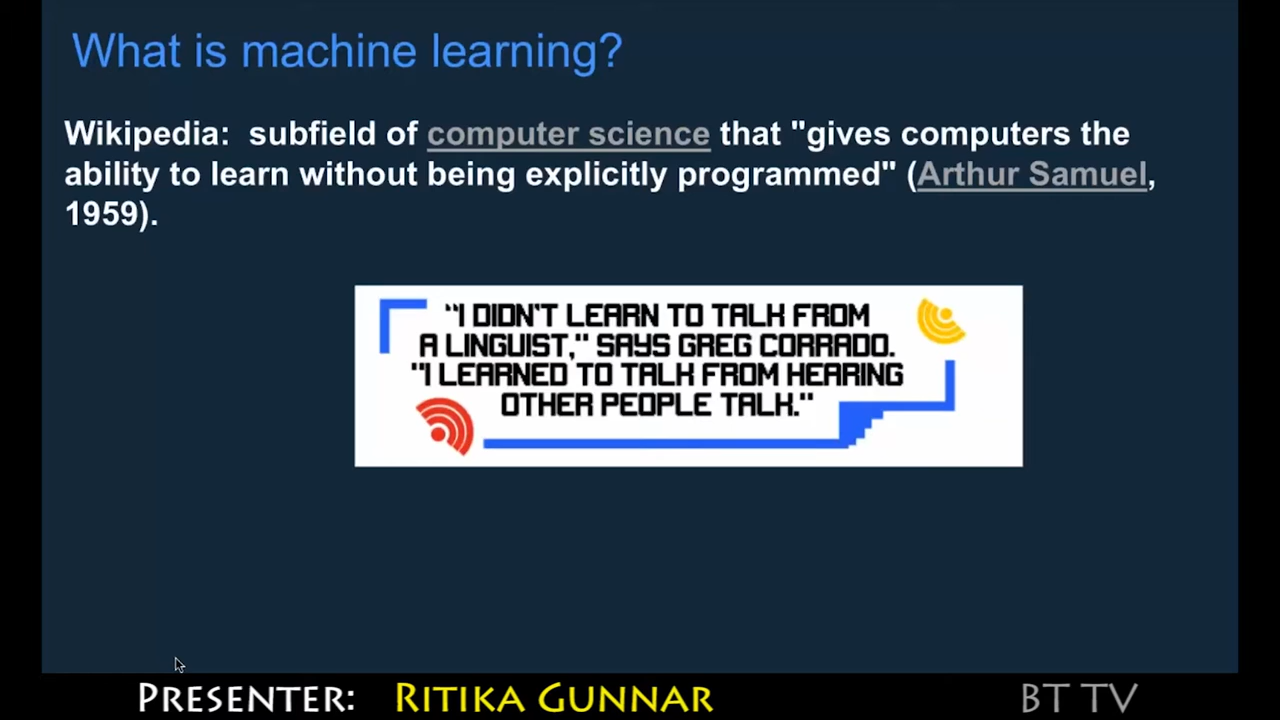 What is machine learning?
Wikipedia: subfield of computer science that "gives computers the
ability to learn without being explicitly programmed" (Arthur Samuel,
1959).
"I DIDN'T LEARN TO TALK FROM
A LINGUIST," SAYS GREG CORRADO.
"I LEARNED TO TALK FROM HEARING
OTHER PEOPLE TALK."
PRESENTER: RITIKA GUNNAR
BT TV